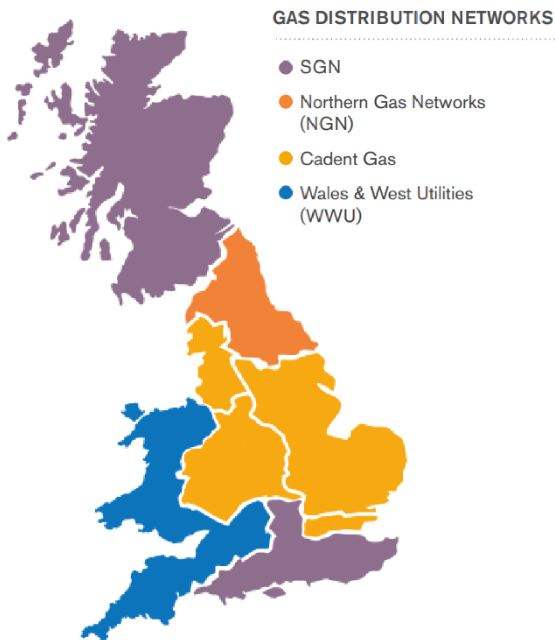 GAS DISTRIBUTION NETWORKS
SGN
Northern Gas Networks
(NGN)
Cadent Gas
Wales & West Utilities
(WWU)